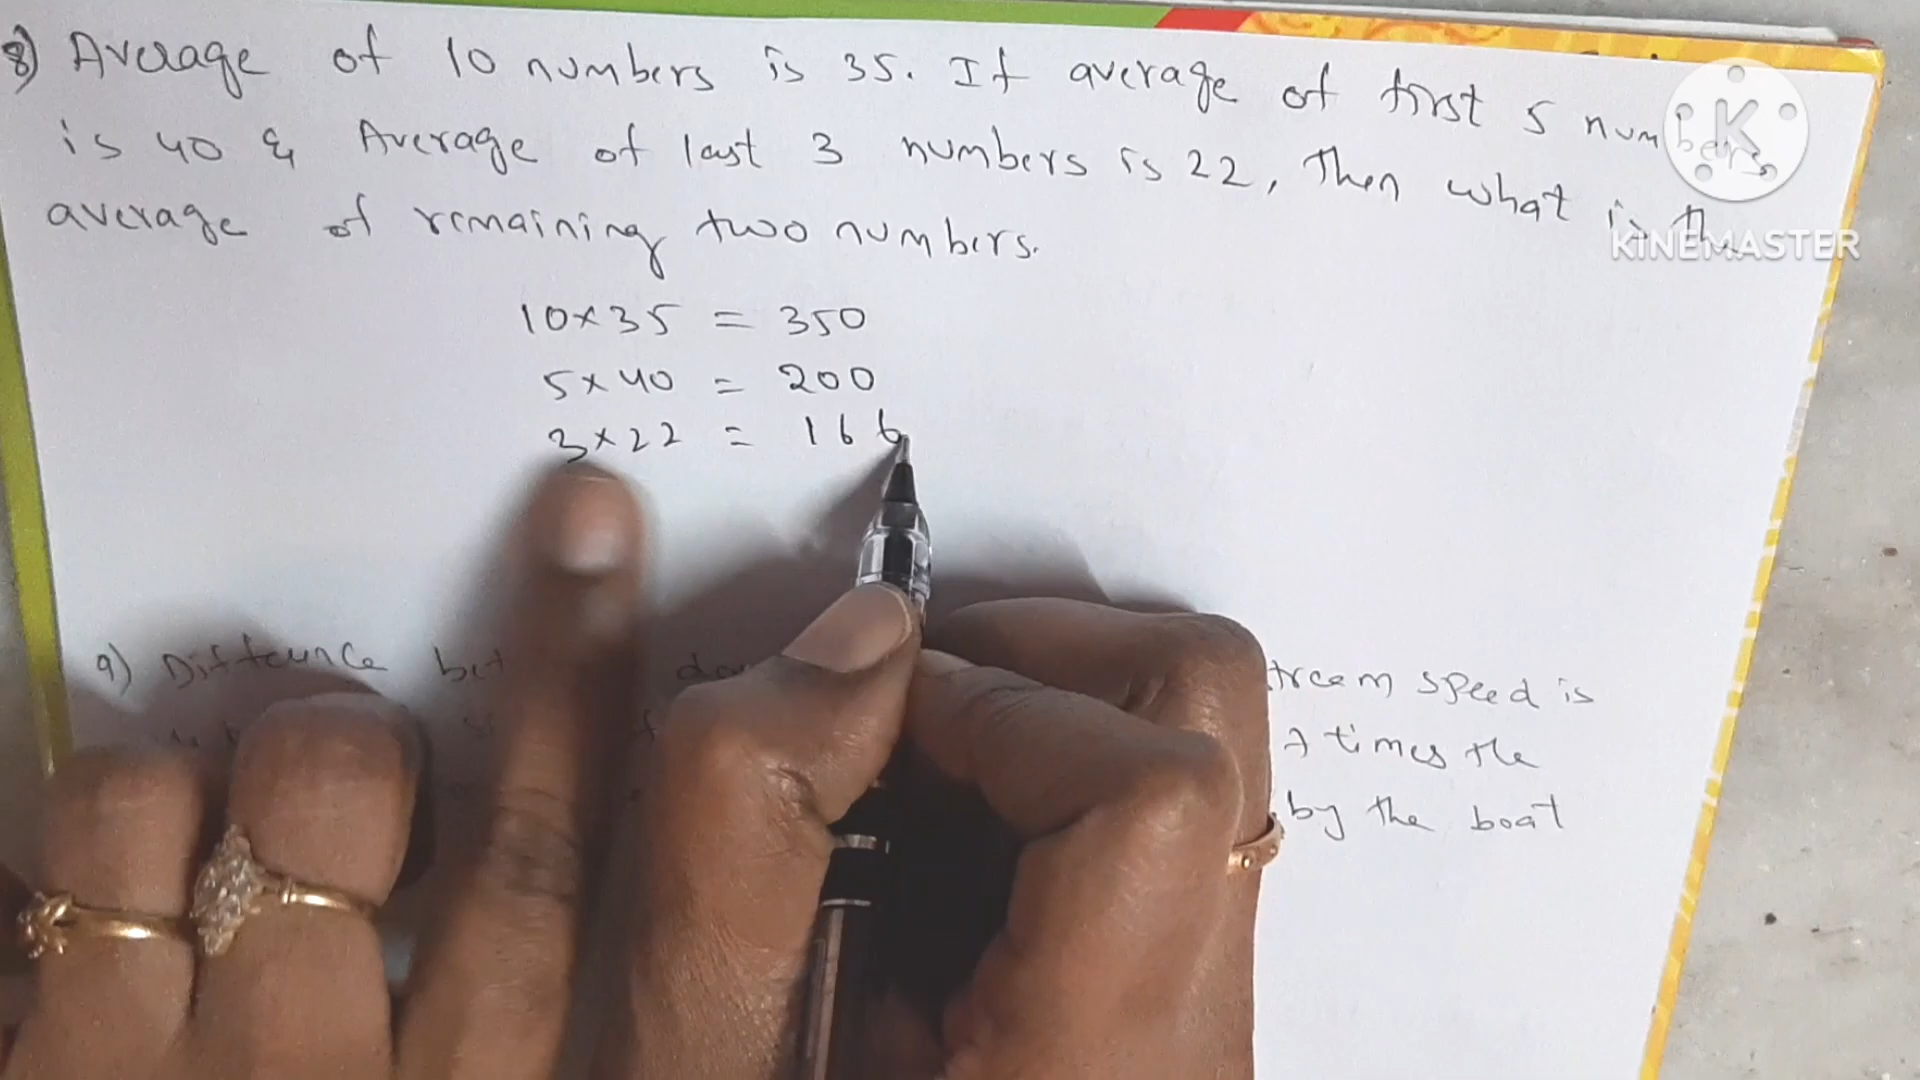 8) Average of 10 numbers is 35. If average of first 5 numbers
is 40 & Average of last 3 numbers is 22, Then what is the
average of remaining two numbers.
KINEMASTER
10×35 = 350
5×40 = 200
3×22 = 166
9) Difference bet tream speed is
7 times the
by the boat